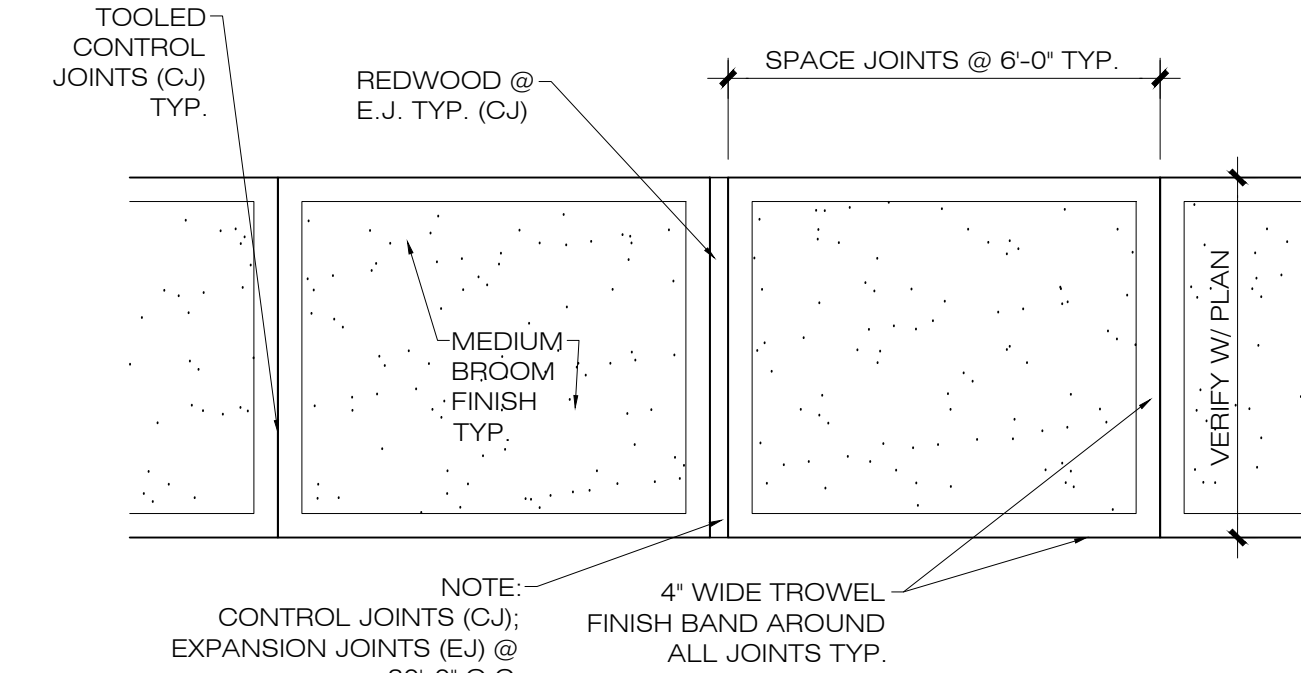 TOOLED
CONTROL
JOINTS (CJ)
TYP.
REDWOOD @
E.J. TYP. (CJ)
SPACE JOINTS @ 6'-0" TYP.
MEDIUM
BROOM
FINISH
TYP.
VERIFY W/ PLAN
NOTE:
CONTROL JOINTS (CJ);
EXPANSION JOINTS (EJ) @
4" WIDE TROWEL
FINISH BAND AROUND
ALL JOINTS TYP.